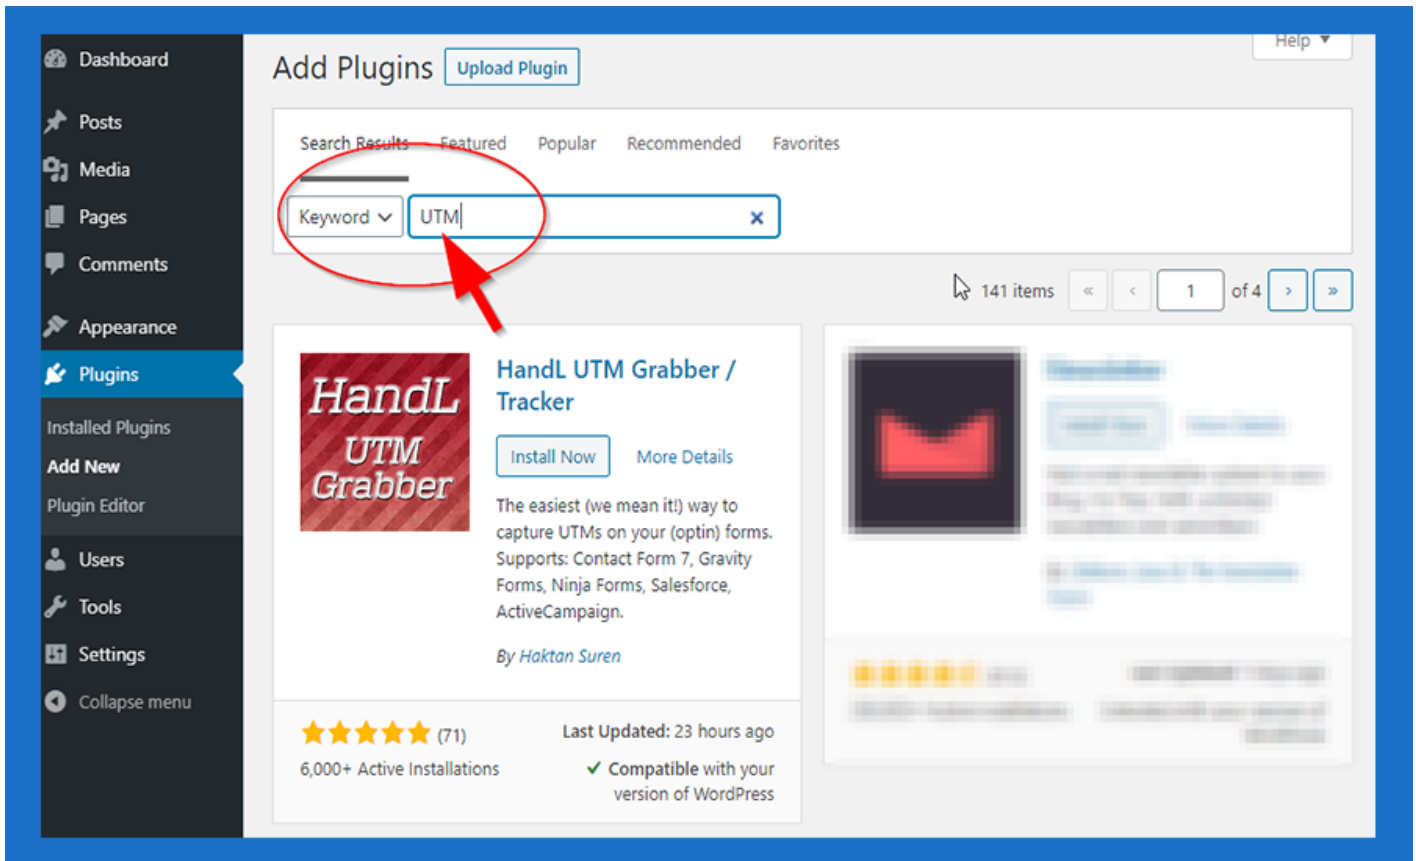 Dashboard
Posts
Media
Pages
Comments
Appearance
Plugins
Installed Plugins
Add New
Plugin Editor
Users
Tools
Settings
Collapse menu
Help
Add Plugins
Upload Plugin
Search Results Featured Popular Recommended Favorites
Keyword UTM
141 items « ‹ 1 of 4 › »
HandL
UTM
Grabber
HandL UTM Grabber /
Tracker
Install Now More Details
The easiest (we mean it!) way to
capture UTMs on your (optin) forms.
Supports: Contact Form 7, Gravity
Forms, Ninja Forms, Salesforce,
ActiveCampaign.
By Haktan Suren
(71) Last Updated: 23 hours ago
6,000+ Active Installations
Compatible with your
version of WordPress